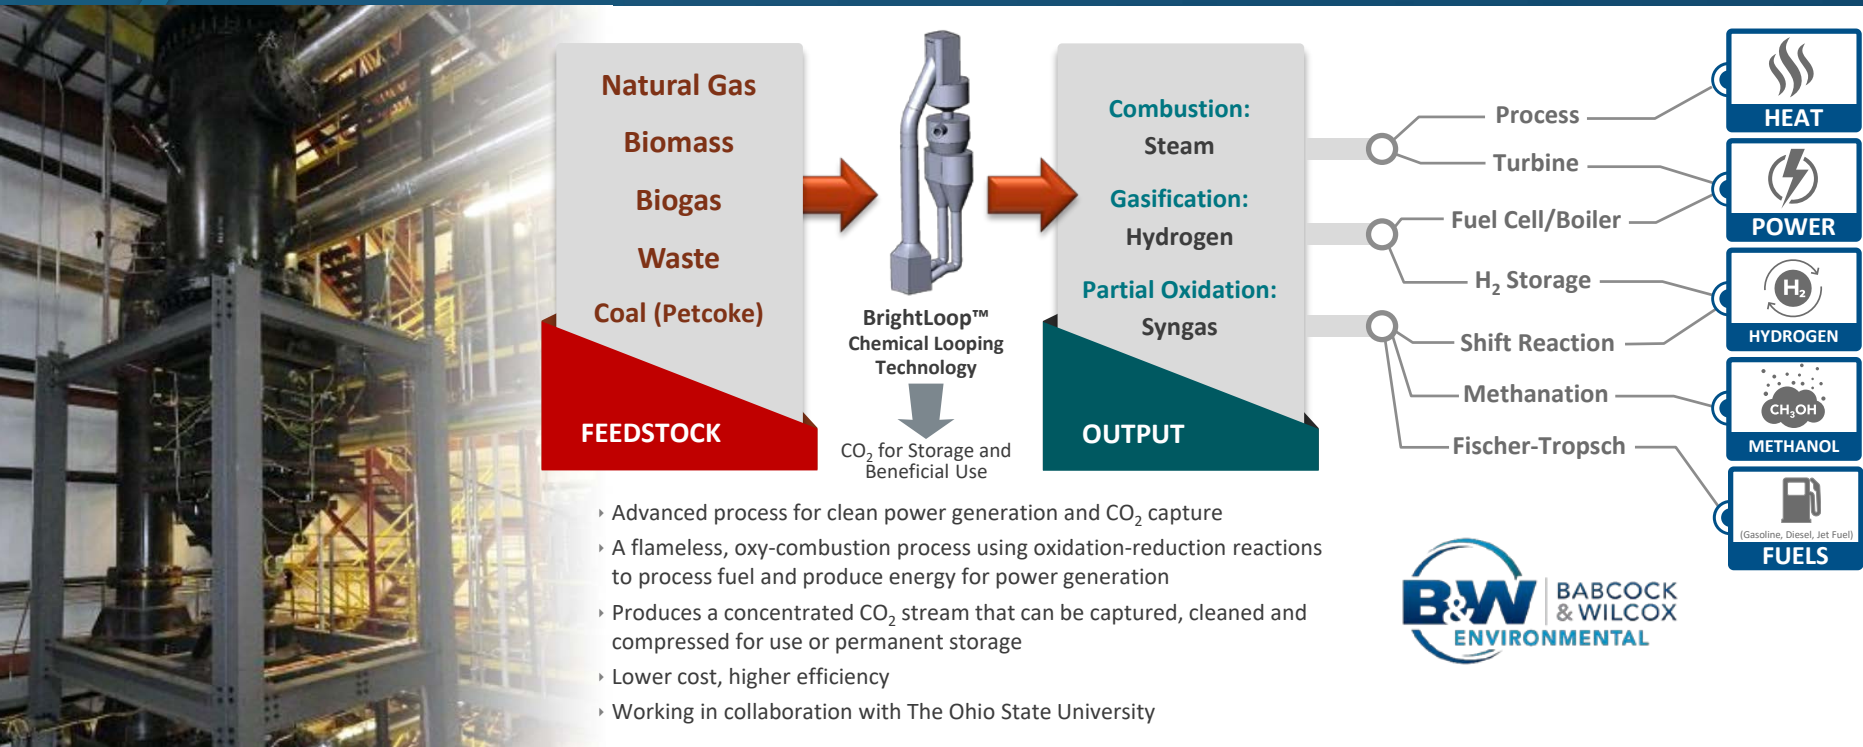 Natural Gas
Biomass
Biogas
Waste
Coal (Petcoke)
FEEDSTOCK
BrightLoop™
Chemical Looping
Technology
CO₂ for Storage and
Beneficial Use
Combustion:
Steam
Gasification:
Hydrogen
Partial Oxidation:
Syngas
OUTPUT
Process
Turbine
Fuel Cell/Boiler
H₂ Storage
Shift Reaction
Methanation
Fischer-Tropsch
HEAT
POWER
H₂
HYDROGEN
CH₃OH
METHANOL
(Gasoline, Diesel, Jet Fuel)
FUELS
‣ Advanced process for clean power generation and CO₂ capture
‣ A flameless, oxy-combustion process using oxidation-reduction reactions
to process fuel and produce energy for power generation
‣ Produces a concentrated CO₂ stream that can be captured, cleaned and
compressed for use or permanent storage
‣ Lower cost, higher efficiency
‣ Working in collaboration with The Ohio State University
B&W
BABCOCK
& WILCOX
ENVIRONMENTAL